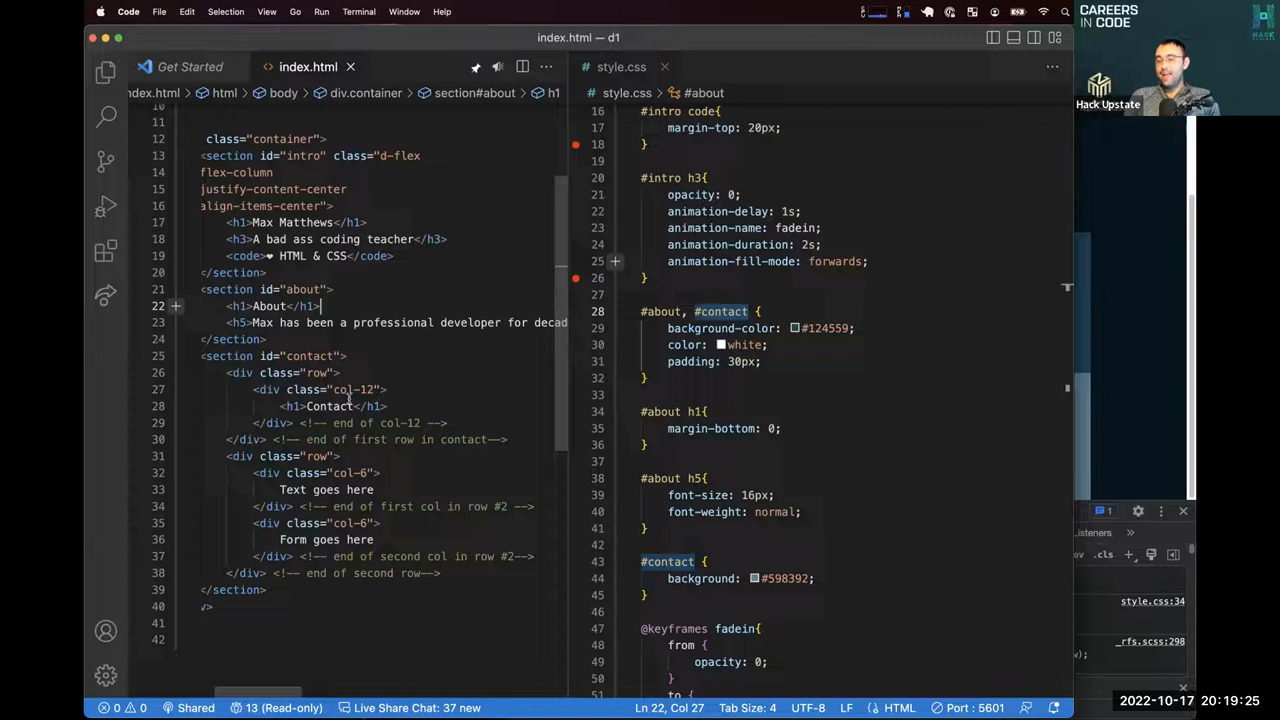 Code File Edit Selection View Go Run Terminal Window Help
CAREERS
IN CODE
HACK
Hack Upstate
index.html — d1
Get Started
index.html
style.css
ndex.html > html > body > div.container > section#about > h1
style.css > #about
10
11
12 class="container">
13 <section id="intro" class="d-flex
14 flex-column
15 justify-content-center
16 align-items-center">
17 <h1>Max Matthews</h1>
18 <h3>A bad ass coding teacher</h3>
19 <code>❤ HTML & CSS</code>
20 </section>
21 <section id="about">
22 <h1>About</h1>
23 <h5>Max has been a professional developer for decad
24 </section>
25 <section id="contact">
26 <div class="row">
27 <div class="col-12">
28 <h1>Contact</h1>
29 </div> <!-- end of col-12 -->
30 </div> <!-- end of first row in contact-->
31 <div class="row">
32 <div class="col-6">
33 Text goes here
34 </div> <!-- end of first col in row #2 -->
35 <div class="col-6">
36 Form goes here
37 </div> <!-- end of second col in row #2-->
38 </div> <!-- end of second row-->
39 </section>
40 />
41
42
16 #intro code{
17 margin-top: 20px;
18 }
19
20 #intro h3{
21 opacity: 0;
22 animation-delay: 1s;
23 animation-name: fadein;
24 animation-duration: 2s;
25 animation-fill-mode: forwards;
26 }
27
28 #about, #contact {
29 background-color: #124559;
30 color: white;
31 padding: 30px;
32 }
33
34 #about h1{
35 margin-bottom: 0;
36 }
37
38 #about h5{
39 font-size: 16px;
40 font-weight: normal;
41 }
42
43 #contact {
44 background: #598392;
45 }
46
47 @keyframes fadein{
48 from {
49 opacity: 0;
50 }
51 to {
1
isteners
ov .cls
style.css:34
_rfs.scss:298
);
0 0 Shared 13 (Read-only) Live Share Chat: 37 new
Ln 22, Col 27 Tab Size: 4 UTF-8 LF HTML Port : 5601
2022-10-17 20:19:25